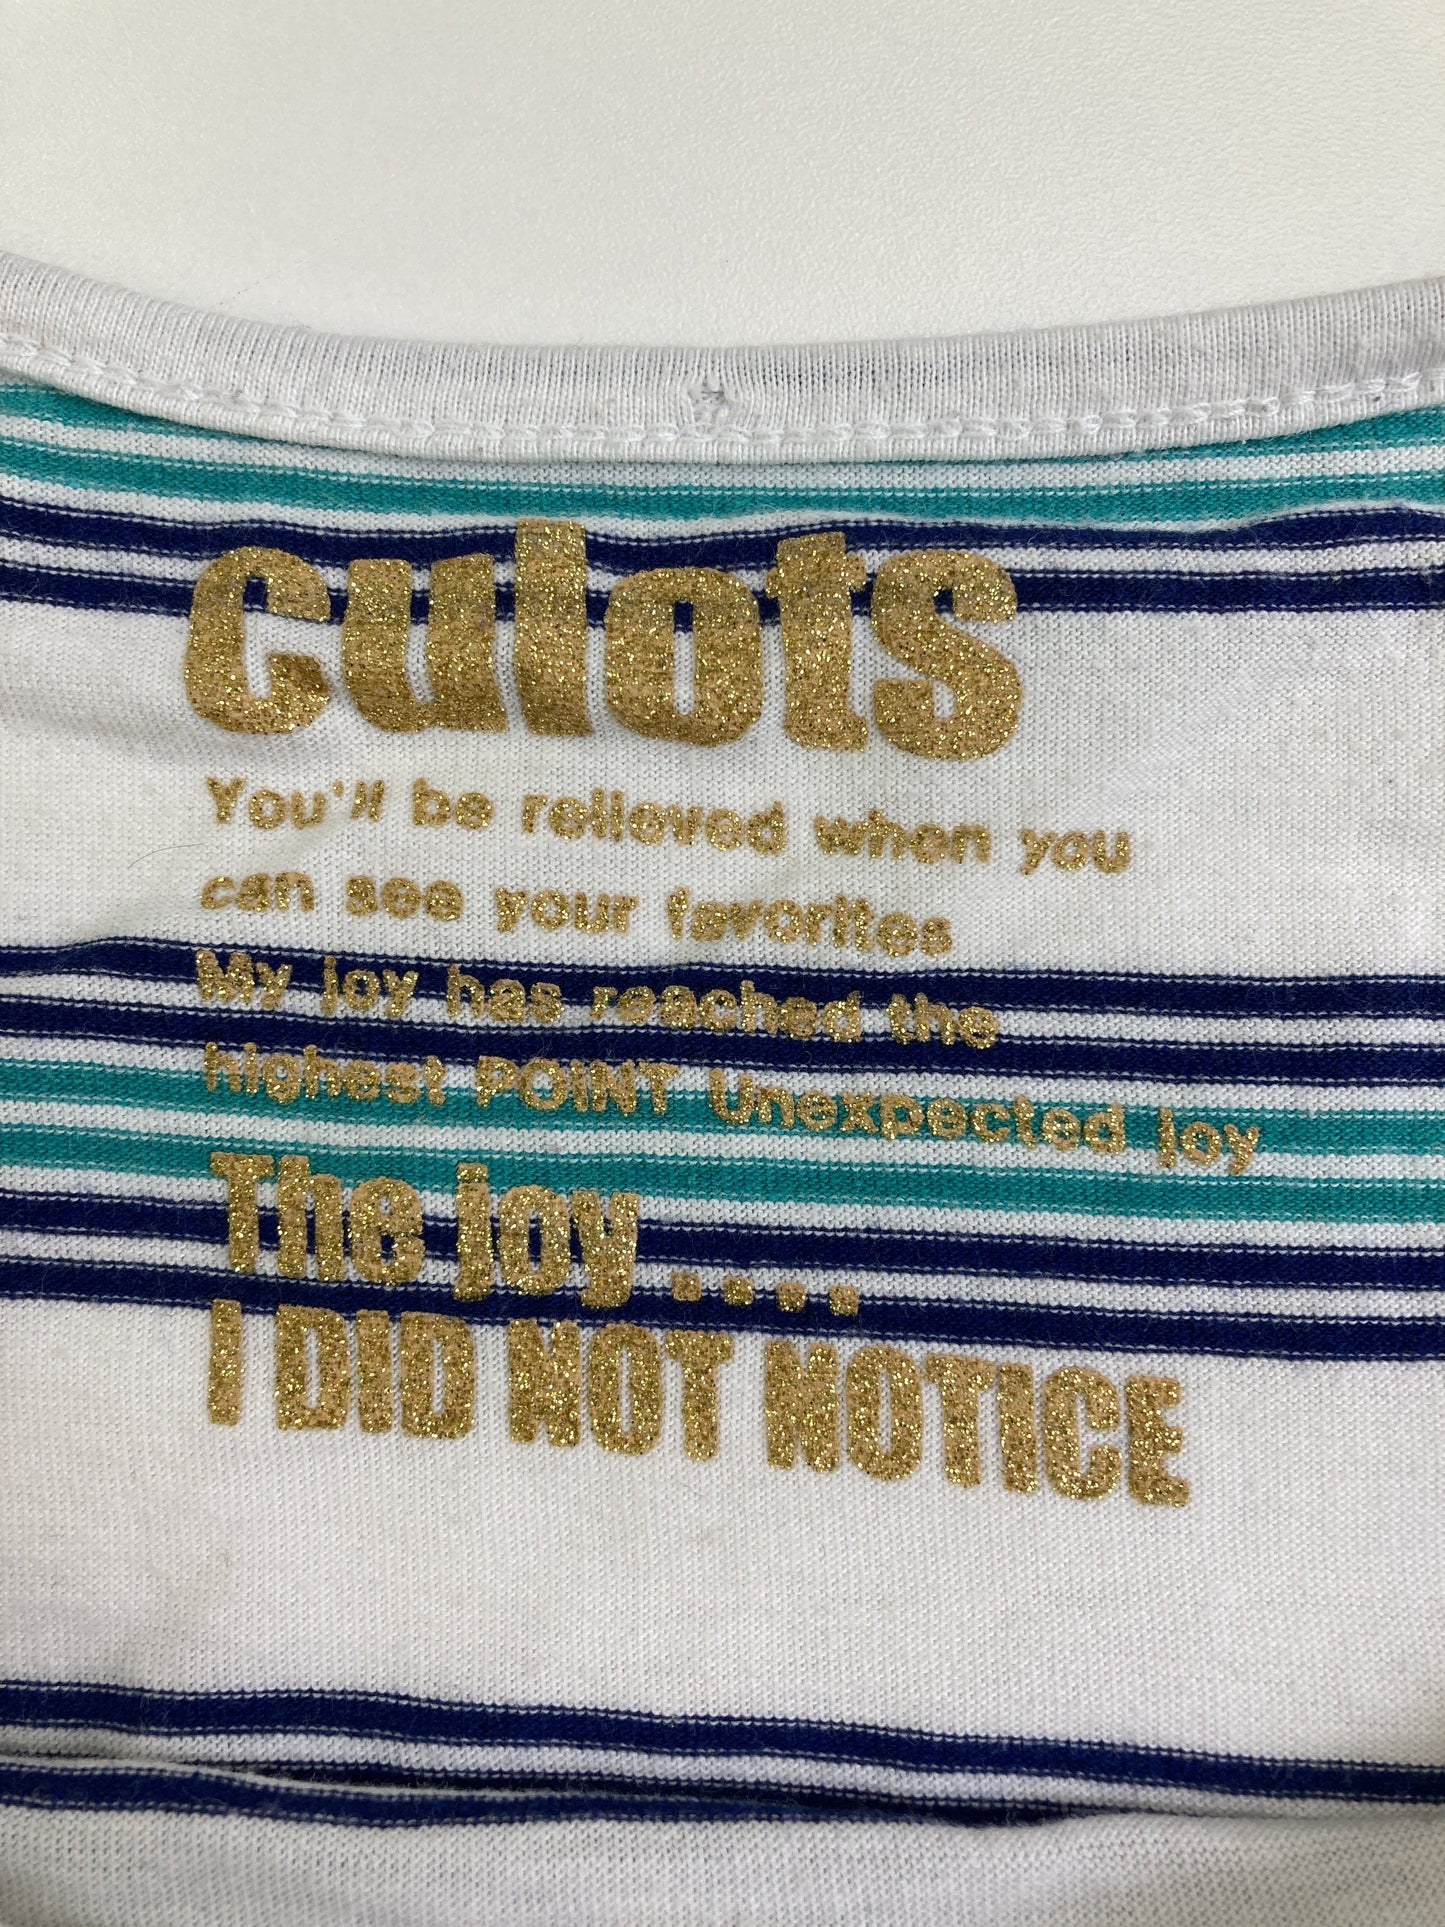 culots
You'll be relieved when you
can see your favorites
My joy has reached the
highest POiNT Unexpected joy
The joy ....
I DID NOT NOTICE